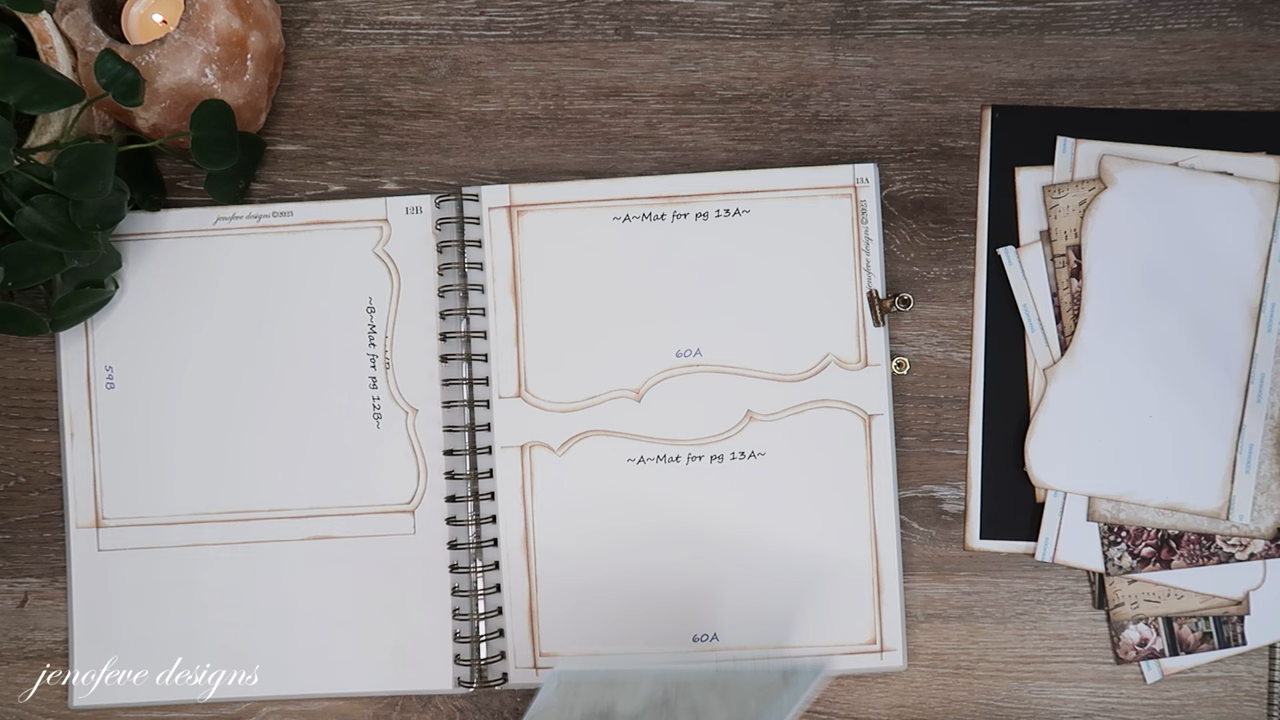 jenofeve designs ©2023
12B
~B~Mat for pg 12B~
59B
13A
jenofeve designs ©2023
~A~Mat for pg 13A~
60A
~A~Mat for pg 13A~
60A
jenofeve designs